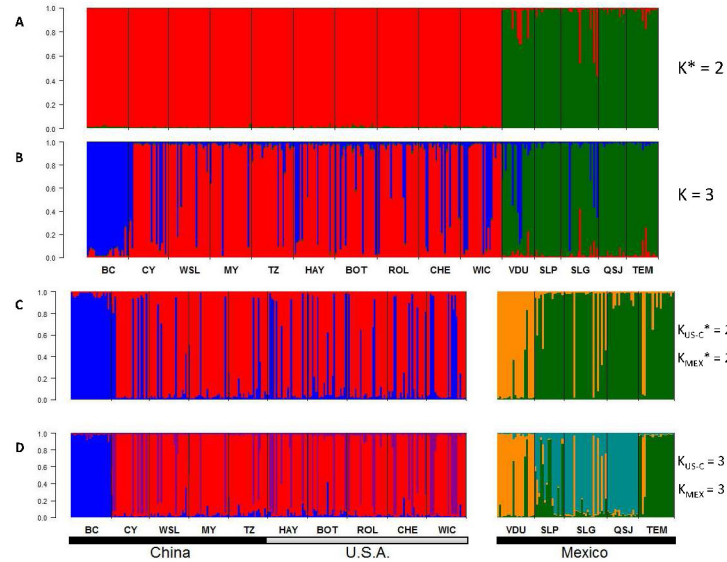 A
1.0
0.8
0.6
0.4
0.2
0.0
K* = 2
B
1.0
0.8
0.6
0.4
0.2
0.0
K = 3
BC CY WSL MY TZ HAY BOT ROL CHE WIC VDU SLP SLG QSJ TEM
C
1.0
0.8
0.6
0.4
0.2
0.0
KUS-C* = 2
KMEX* = 2
D
1.0
0.8
0.6
0.4
0.2
0.0
KUS-C = 3
KMEX = 3
BC CY WSL MY TZ HAY BOT ROL CHE WIC VDU SLP SLG QSJ TEM
China U.S.A. Mexico